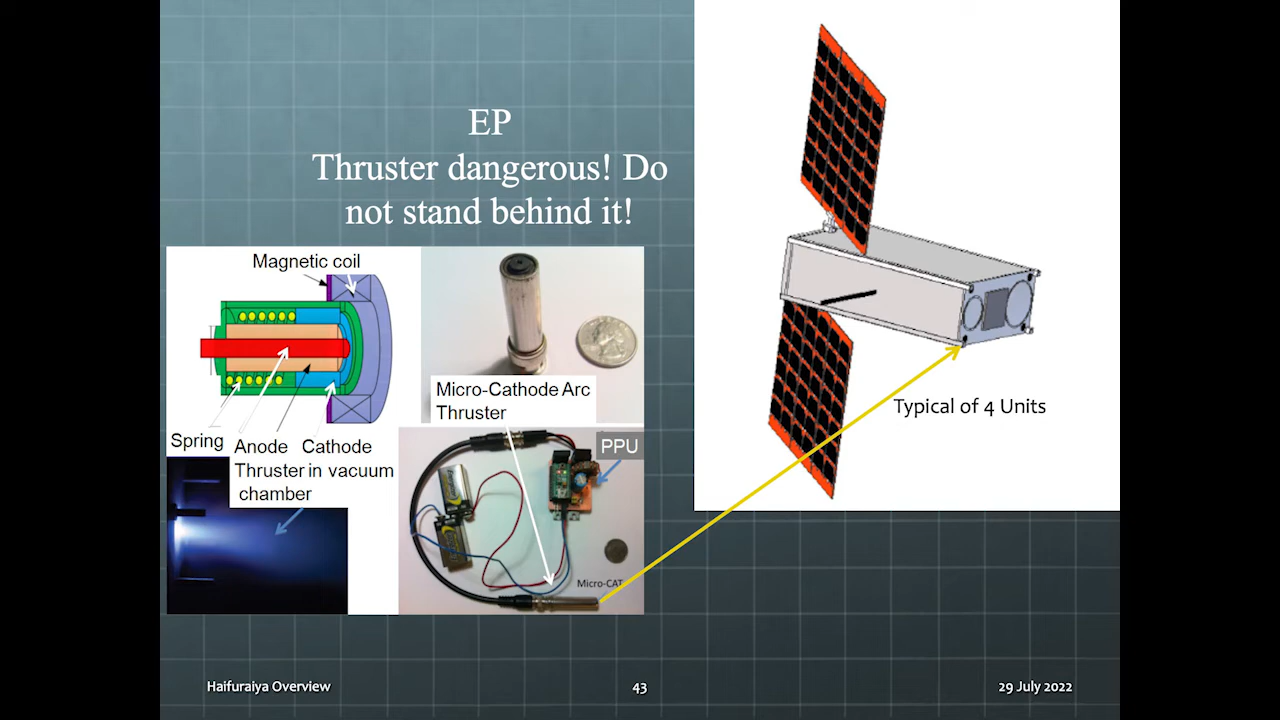 EP
Thruster dangerous! Do
not stand behind it!
Magnetic coil
Spring
Anode
Cathode
Thruster in vacuum
chamber
Micro-Cathode Arc
Thruster
PPU
Micro-CAT
Typical of 4 Units
Haifuraiya Overview
43
29 July 2022